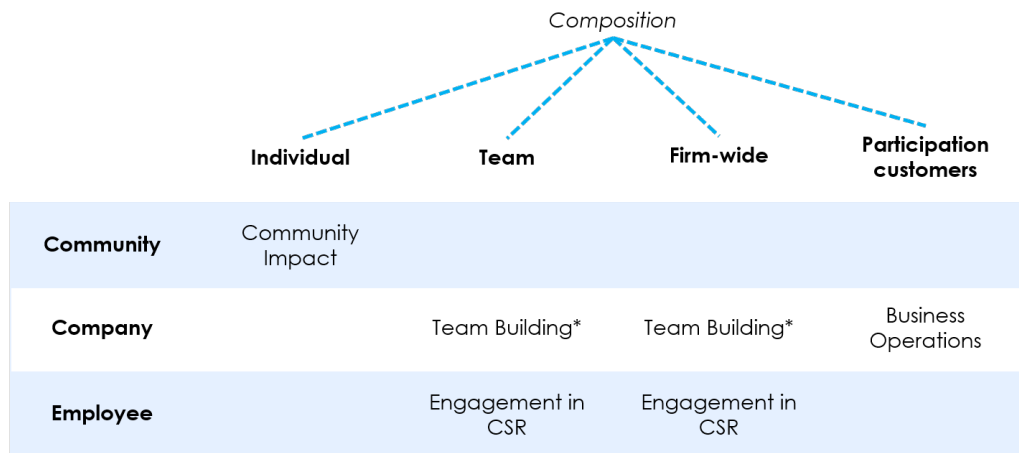 Composition
Individual
Team
Firm-wide
Participation
customers
Community
Community
Impact
Company
Team Building*
Team Building*
Business
Operations
Employee
Engagement in
CSR
Engagement in
CSR